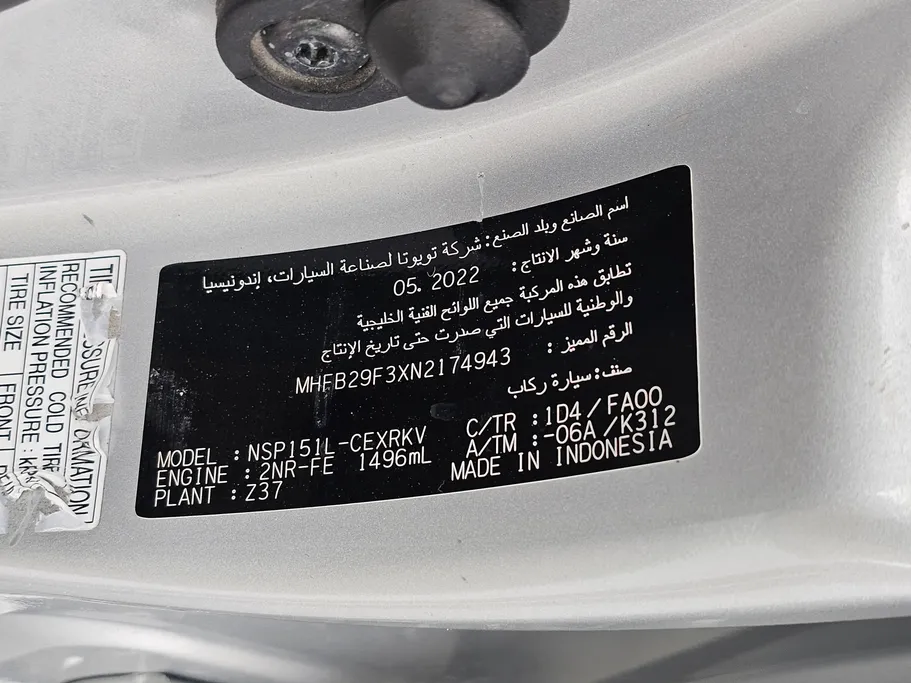 اسم الصانع وبلد الصنع: شركة تويوتا لصناعة السيارات، إندونيسيا
سنة وشهر الانتاج: 05. 2022
تطابق هذه المركبة جميع اللوائح الفنية الخليجية
والوطنية للسيارات التي صدرت حتى تاريخ الإنتاج
الرقم المميز : MHFB29F3XN2174943
صنف: سيارة ركاب
MODEL : NSP151L-CEXRKV C/TR : 1D4/FA00
ENGINE : 2NR-FE 1496mL A/TM : -06A/K312
PLANT : Z37 MADE IN INDONESIA
RECOMMENDED COLD TIRE
INFLATION PRESSURE :
TIRE SIZE FRONT